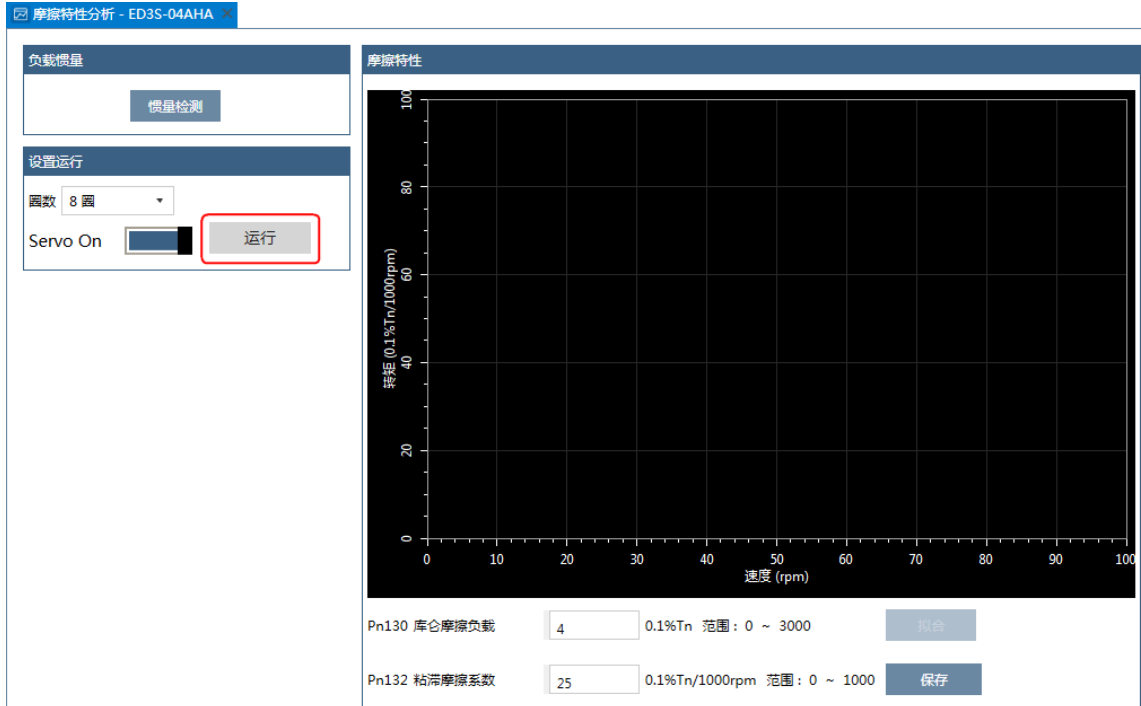 摩擦特性分析 - ED3S-04AHA ×
负载惯量
惯量检测
设置运行
圈数 8 圈
Servo On 运行
摩擦特性
100
80
60
40
20
0
转矩 (0.1%Tn/1000rpm)
0 10 20 30 40 50 60 70 80 90 100
速度 (rpm)
Pn130 库仑摩擦负载 4 0.1%Tn 范围: 0 ~ 3000 拟合
Pn132 粘滞摩擦系数 25 0.1%Tn/1000rpm 范围: 0 ~ 1000 保存